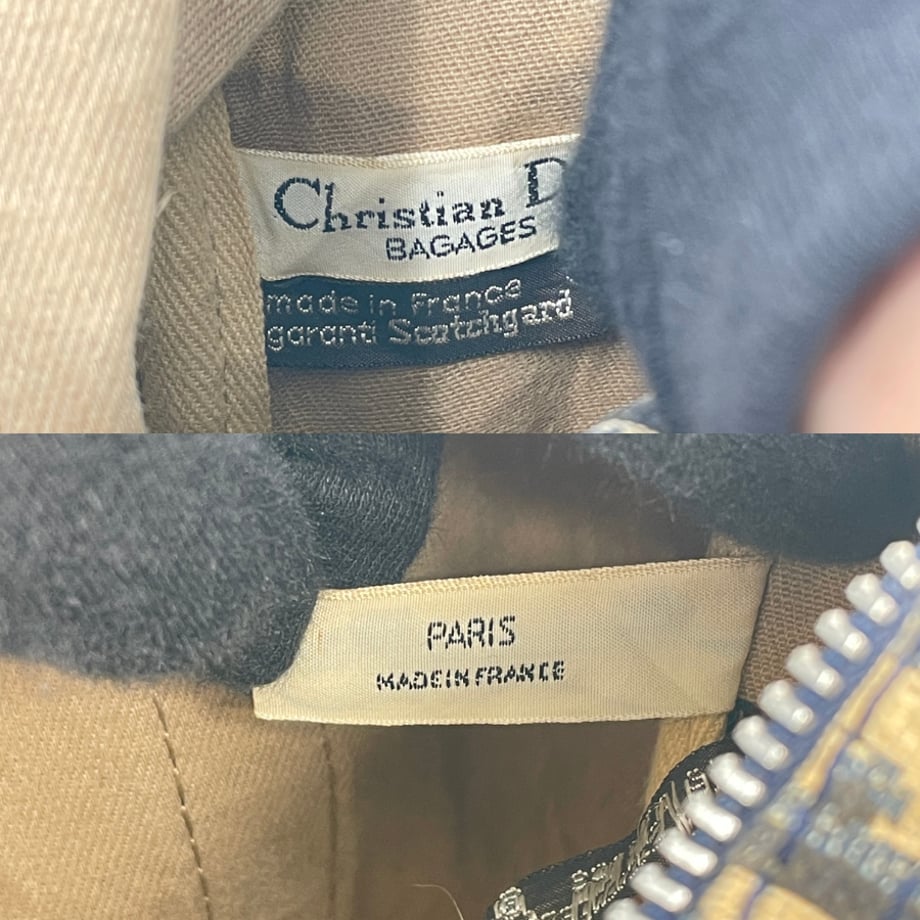 Christian D
BAGAGES
made in France
garanti Scotchgard
PARIS
MADE IN FRANCE